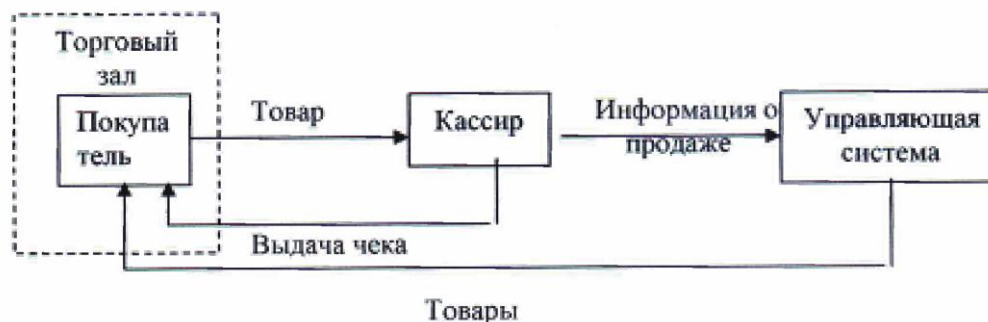 Торговый
зал
Покупа
тель
Товар
Кассир
Информация о
продаже
Управляющая
система
Выдача чека
Товары